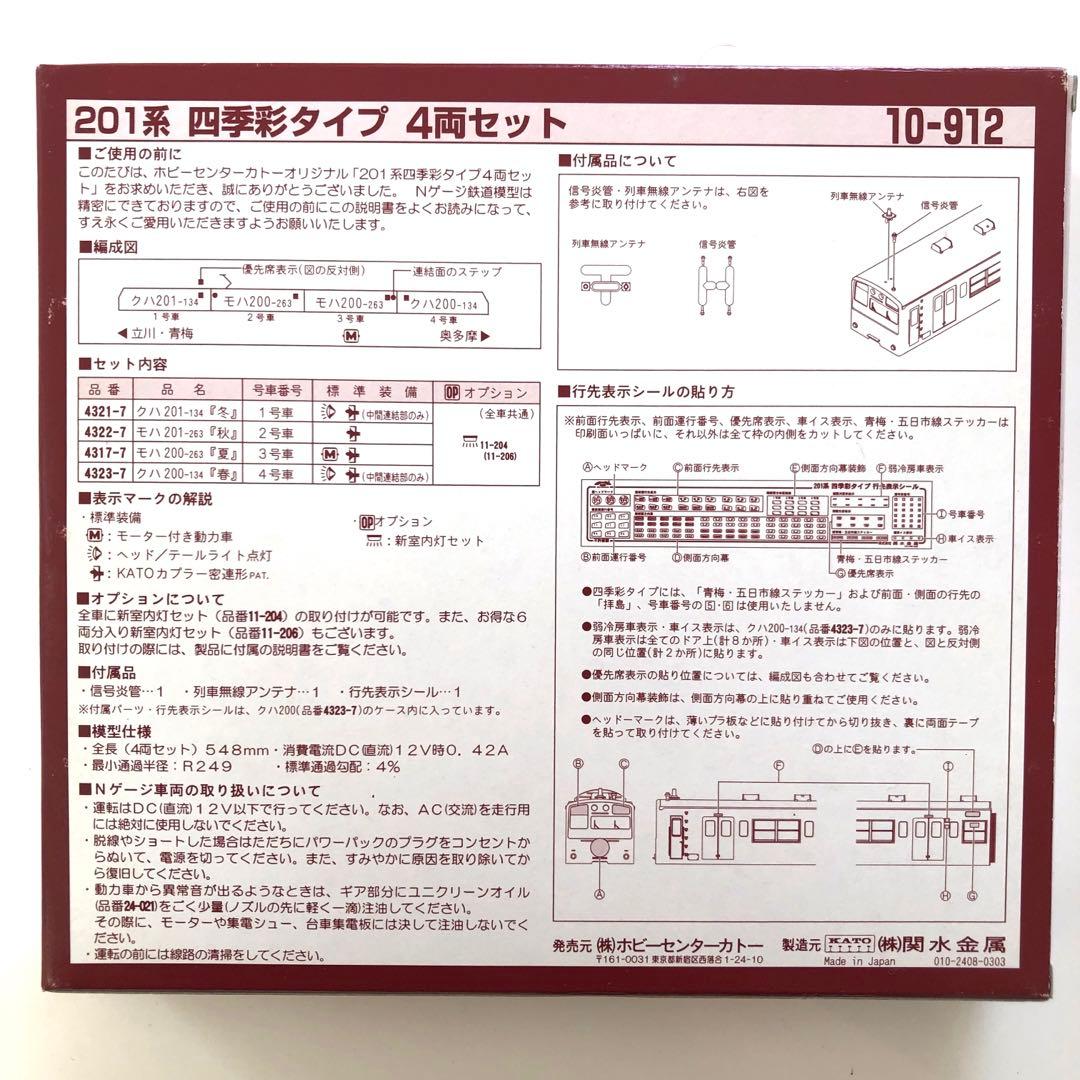 201系 四季彩タイプ 4両セット
10-912
■ご使用の前に
このたびは、ホビーセンターカトーオリジナル「201系四季彩タイプ4両セッ
ト」をお求めいただき、誠にありがとうございました。 Nゲージ鉄道模型は
精密にできておりますので、ご使用の前にこの説明書をよくお読みになって、
すえ永くご愛用いただきますようお願いいたします。
■編成図
優先席表示(図の反対側)
連結面のステップ
クハ201-134
モハ200-263
モハ200-263
クハ200-134
1号車
2号車
3号車
4号車
◀立川・青梅
M
奥多摩▶
■セット内容
品番 品名 号車番号 標準装備 OPオプション
4321-7 クハ201-134『冬』 1号車 (中間連結部のみ) (全車共通)
4322-7 モハ201-263『秋』 2号車
11-204
(11-206)
4317-7 モハ200-263『夏』 3号車 M
4323-7 クハ200-134『春』 4号車 (中間連結部のみ)
■表示マークの解説
・標準装備
・OPオプション
M：モーター付き動力車
：新室内灯セット
：ヘッド／テールライト点灯
：KATOカプラー密連形PAT.
■オプションについて
全車に新室内灯セット（品番11-204）の取り付けが可能です。また、お得な6
両分入り新室内灯セット（品番11-206）もございます。
取り付けの際には、製品に付属の説明書をご覧ください。
■付属品
・信号炎管…1 ・列車無線アンテナ…1 ・行先表示シール…1
※付属パーツ・行先表示シールは、クハ200(品番4323-7)のケース内に入っています。
■模型仕様
・全長（4両セット）548mm・消費電流DC(直流)12V時0．42A
・最小通過半径：R249 ・標準通過勾配：4%
■Nゲージ車両の取り扱いについて
・運転はDC(直流)12V以下で行ってください。なお、AC(交流)を走行用
には絶対に使用しないでください。
・脱線やショートした場合はただちにパワーパックのプラグをコンセントか
らぬいて、電源を切ってください。また、すみやかに原因を取り除いてか
ら復旧してください。
・動力車から異常音が出るようなときは、ギア部分にユニクリーンオイル
(品番24-021)をごく少量(ノズルの先に軽く一滴)注油してください。
その際に、モーターや集電シュー、台車集電板には決して注油しないでく
ださい。
・運転の前には線路の清掃をしてください。
■付属品について
信号炎管・列車無線アンテナは、右図を
参考に取り付けてください。
列車無線アンテナ
信号炎管
列車無線アンテナ
信号炎管
■行先表示シールの貼り方
※前面行先表示、前面運行番号、優先席表示、車イス表示、青梅・五日市線ステッカーは
印刷面いっぱいに、それ以外は全て枠の内側をカットしてください。
Ⓐヘッドマーク
Ⓒ前面行先表示
Ⓔ側面方向幕装飾
Ⓕ弱冷房車表示
201系 四季彩タイプ 行先表示シール
Ⓘ号車番号
Ⓗ車イス表示
Ⓑ前面運行番号
Ⓓ側面方向幕
青梅・五日市線ステッカー
Ⓖ優先席表示
●四季彩タイプには、「青梅・五日市線ステッカー」および前面・側面の行先の
「拝島」、号車番号の5・6は使用いたしません。
●弱冷房車表示・車イス表示は、クハ200-134(品番4323-7)のみに貼ります。弱冷
房車表示は全てのドア上(計8か所)・車イス表示は下図の位置と、図と反対側
の同じ位置(計2か所)に貼ります。
●優先席表示の貼り位置については、編成図も合わせてご覧ください。
●側面方向幕装飾は、側面方向幕の上に貼り重ねてご使用ください。
●ヘッドーマークは、薄いプラ板などに貼り付けてから切り抜き、裏に両面テープ
を貼って取り付けてください。
Ⓓの上にⒺを貼ります。
Ⓑ
Ⓒ
Ⓕ
Ⓘ
Ⓐ
Ⓗ
Ⓖ
発売元 (株)ホビーセンターカトー
〒161-0031 東京都新宿区西落合1-24-10
製造元 KATO (株)関水金属
Made in Japan
010-2408-0303